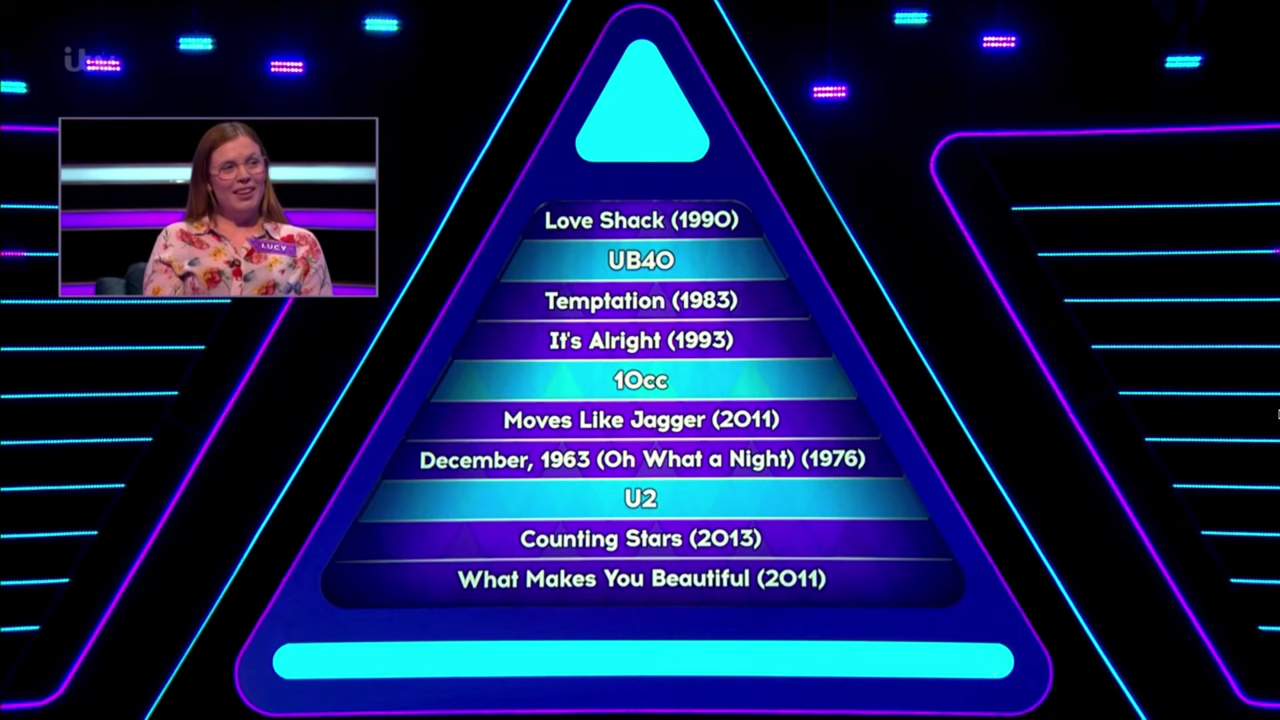 itv
LUCY
Love Shack (1990)
UB40
Temptation (1983)
It's Alright (1993)
10cc
Moves Like Jagger (2011)
December, 1963 (Oh What a Night) (1976)
U2
Counting Stars (2013)
What Makes You Beautiful (2011)